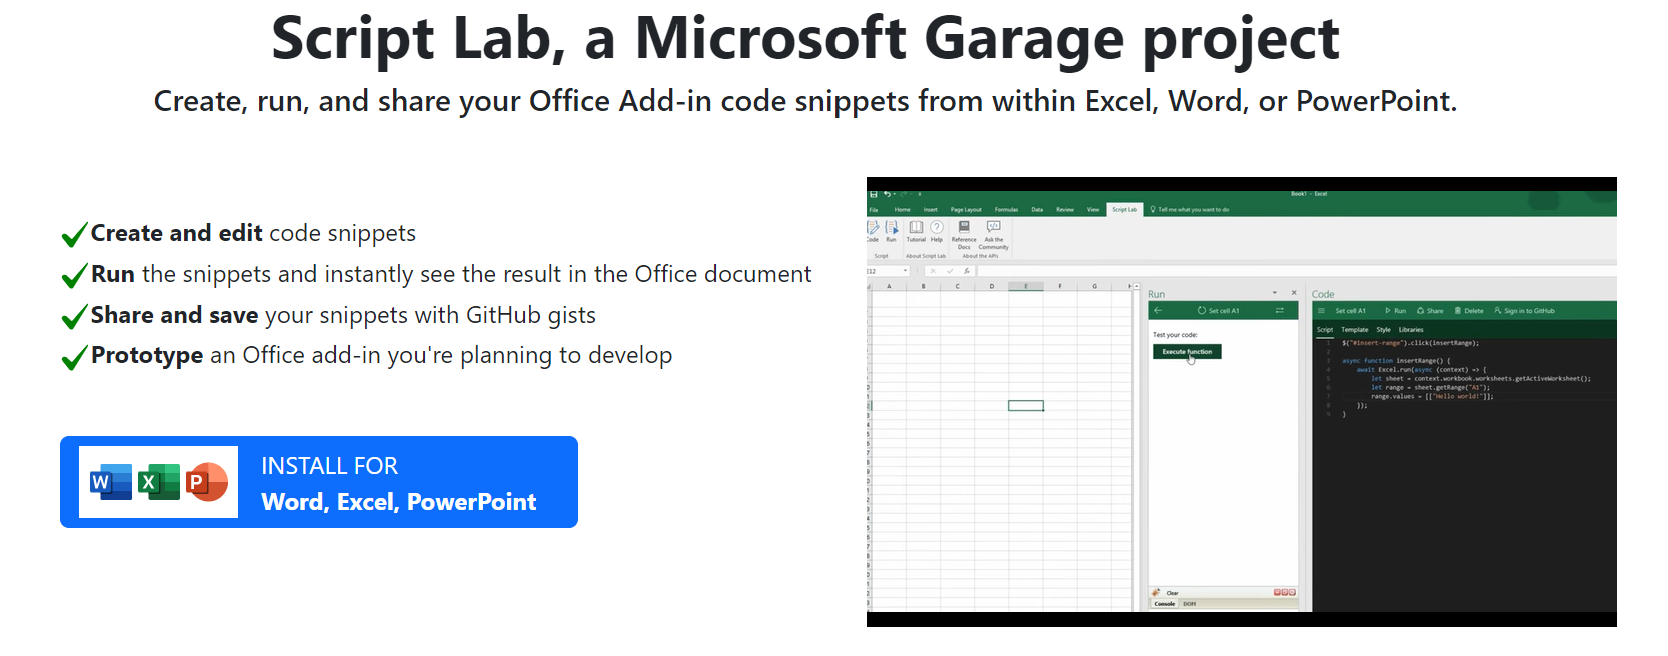 Script Lab, a Microsoft Garage project
Create, run, and share your Office Add-in code snippets from within Excel, Word, or PowerPoint.
Create and edit code snippets
Run the snippets and instantly see the result in the Office document
Share and save your snippets with GitHub gists
Prototype an Office add-in you're planning to develop
W X P
INSTALL FOR
Word, Excel, PowerPoint
Book1 - Excel
File Home Insert Page Layout Formulas Data Review View Script Lab Tell me what you want to do
Code Run Tutorial Help Reference Docs Ask the Community
Script About Script Lab About the APIs
E12 fx
A B C D E F G H
Run
Set cell A1
Test your code:
Execute function
Clear
Console DOM
Code
Set cell A1 Run Share Delete Sign in to GitHub
Script Template Style Libraries
1 $("#insert-range").click(insertRange);
2
3 async function insertRange() {
4 await Excel.run(async (context) => {
5 let sheet = context.workbook.worksheets.getActiveWorksheet();
6 let range = sheet.getRange("A1");
7 range.values = [["Hello world!"]];
8 });
9 }